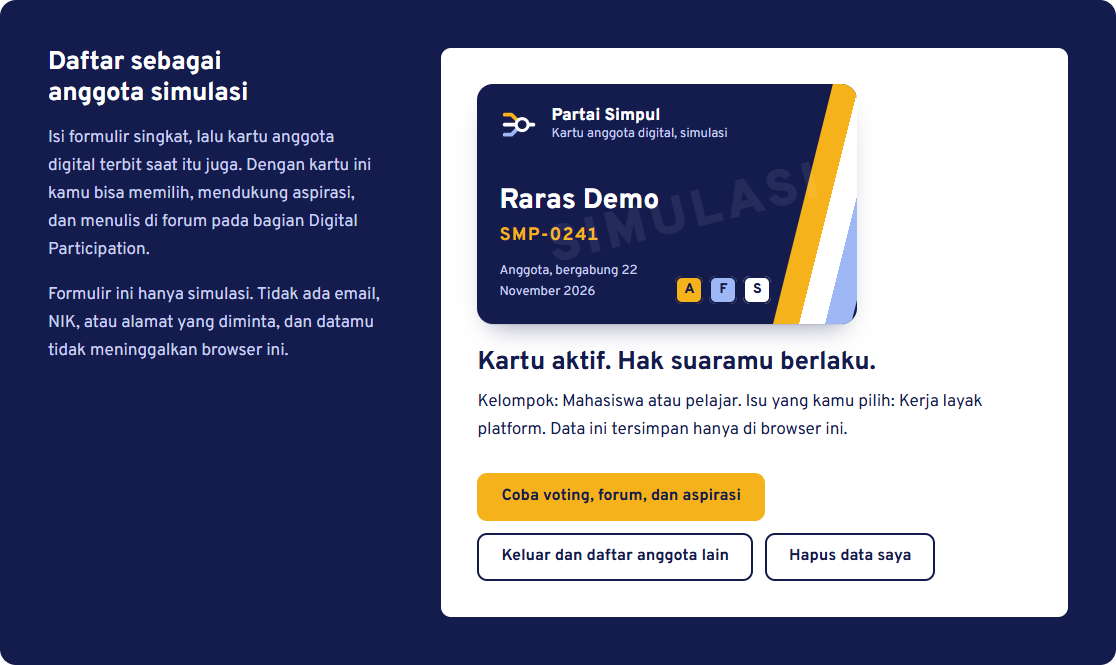 Daftar sebagai
anggota simulasi
Isi formulir singkat, lalu kartu anggota
digital terbit saat itu juga. Dengan kartu ini
kamu bisa memilih, mendukung aspirasi,
dan menulis di forum pada bagian Digital
Participation.
Formulir ini hanya simulasi. Tidak ada email,
NIK, atau alamat yang diminta, dan datamu
tidak meninggalkan browser ini.
Partai Simpul
Kartu anggota digital, simulasi
SIMULASI
Raras Demo
SMP-0241
Anggota, bergabung 22
November 2026
A F S
Kartu aktif. Hak suaramu berlaku.
Kelompok: Mahasiswa atau pelajar. Isu yang kamu pilih: Kerja layak
platform. Data ini tersimpan hanya di browser ini.
Coba voting, forum, dan aspirasi
Keluar dan daftar anggota lain
Hapus data saya